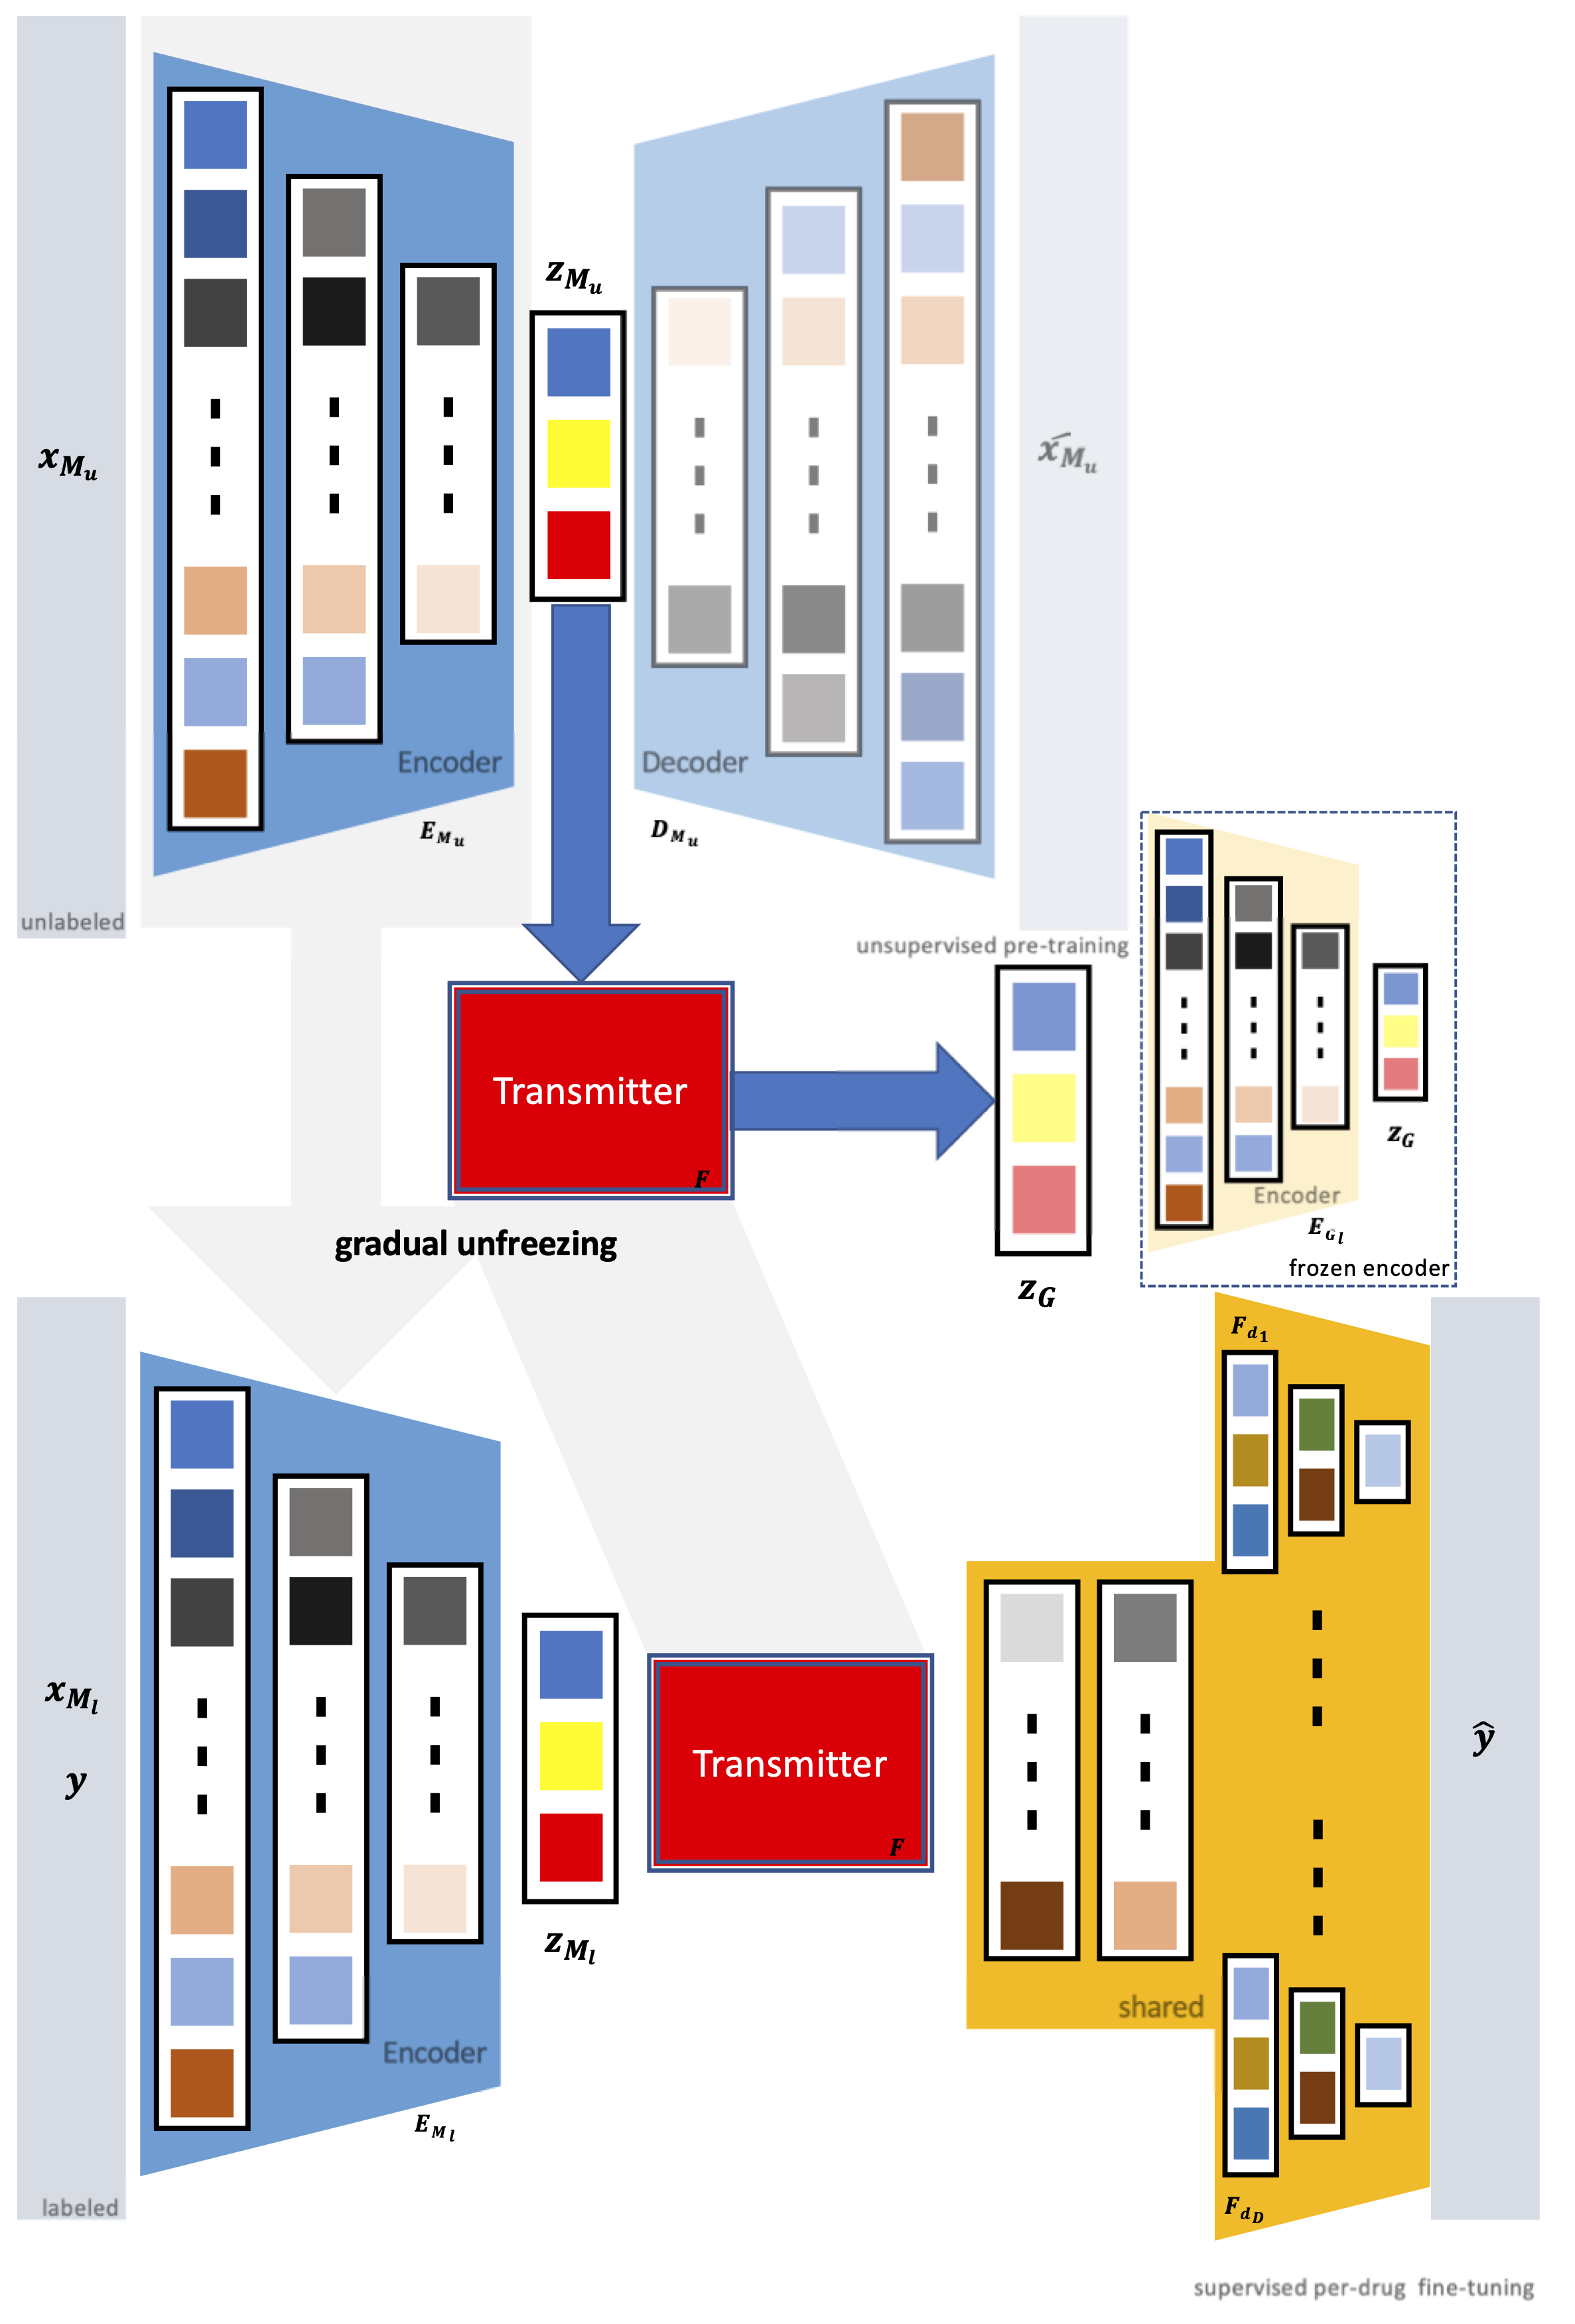 z_{M_u}
x_{M_u}
\hat{x_{M_u}}
Encoder
Decoder
E_{M_u}
D_{M_u}
unlabeled
unsupervised pre-training
Transmitter
F
z_G
Encoder
E_{G_l}
frozen encoder
z_G
gradual unfreezing
F_{d_1}
x_{M_l}
y
Transmitter
F
ŷ
z_{M_l}
shared
Encoder
E_{M_l}
labeled
F_{d_D}
supervised per-drug fine-tuning